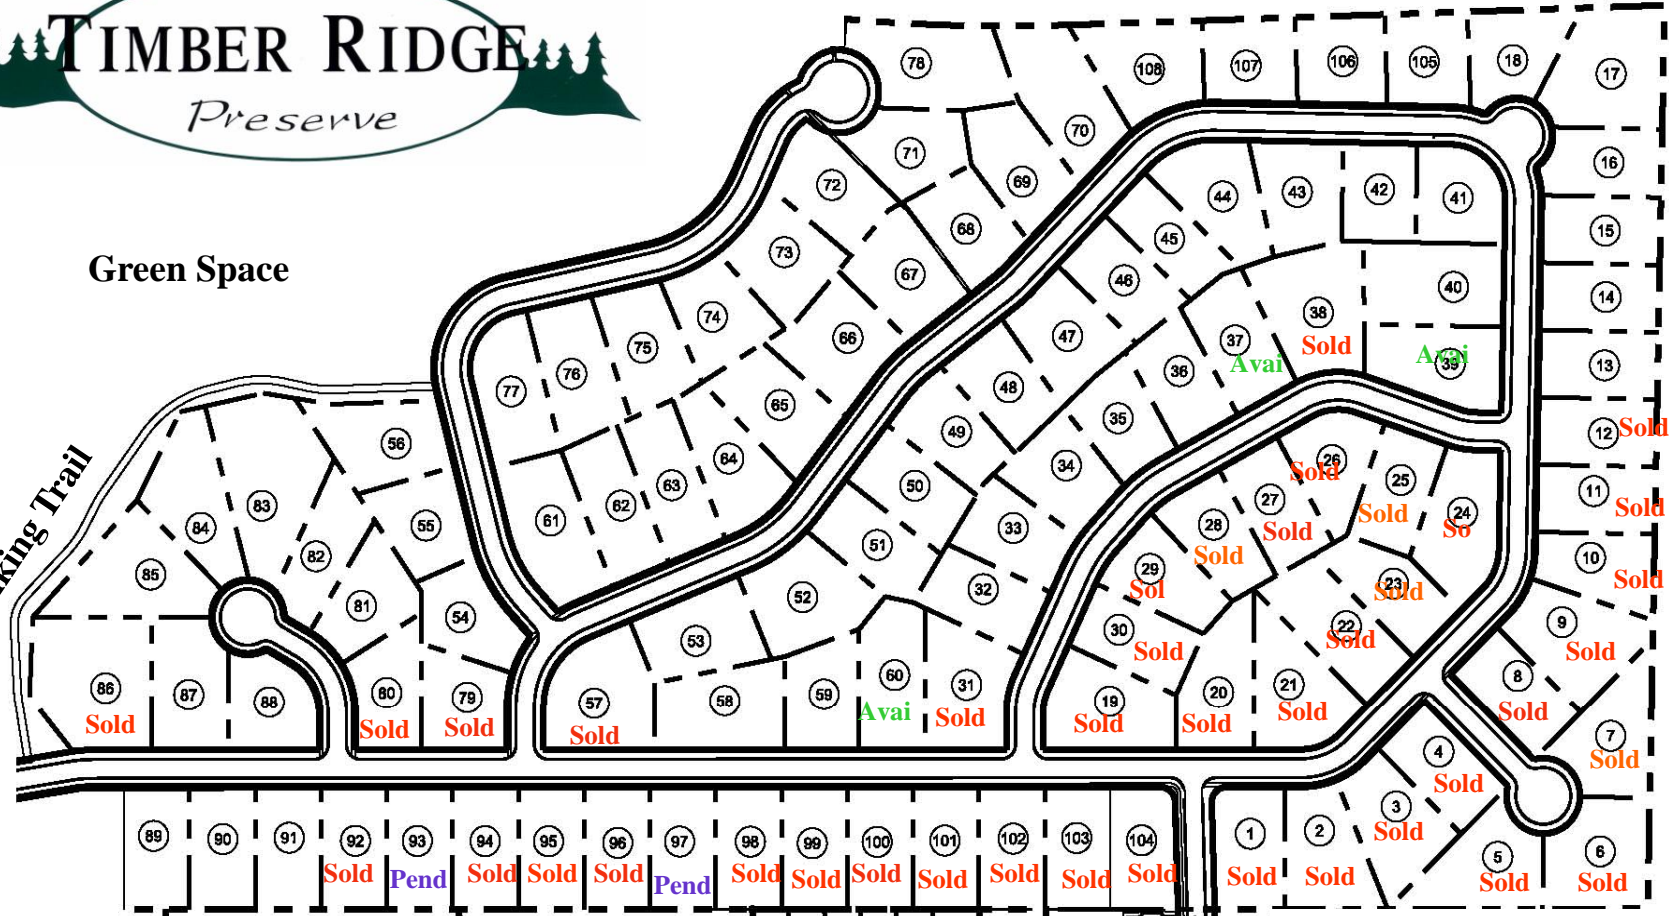 TIMBER RIDGE
Preserve
Green Space
king Trail
78
108
107
106
105
18
17
71
70
16
72
69
44
43
42
41
73
68
45
15
67
46
40
14
74
66
47
38
Sold
37
Avai
39
Avai
13
75
76
77
65
48
36
35
12
Sold
56
49
34
26
Sold
64
63
62
61
50
25
Sold
27
Sold
24
So
11
Sold
83
84
55
51
33
28
Sold
10
Sold
82
85
81
54
52
32
29
Sol
23
Sold
22
Sold
9
Sold
53
30
Sold
86
Sold
87
88
80
Sold
79
Sold
57
Sold
58
59
60
Avai
31
Sold
19
Sold
20
Sold
21
Sold
8
Sold
7
Sold
4
Sold
3
Sold
89
90
91
92
Sold
93
Pend
94
Sold
95
Sold
96
Sold
97
Pend
98
Sold
99
Sold
100
Sold
101
Sold
102
Sold
103
Sold
104
Sold
1
Sold
2
Sold
5
Sold
6
Sold